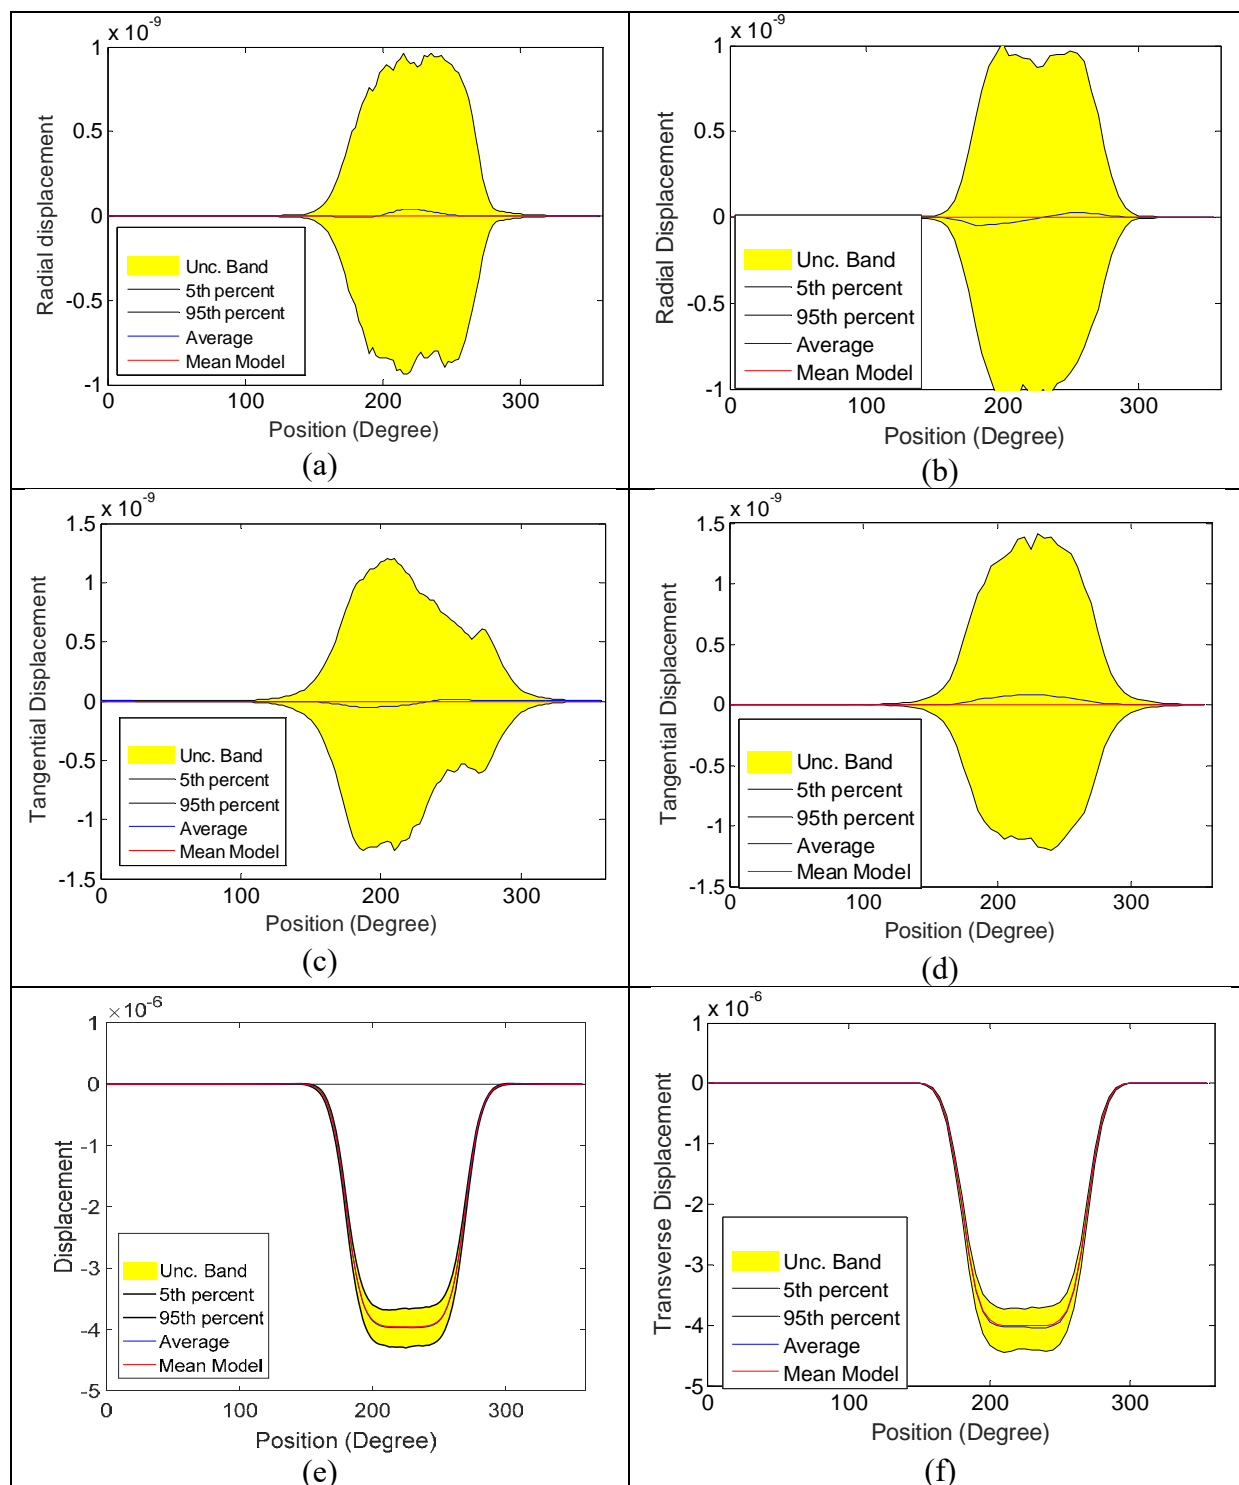 x 10^-9
1
0.5
0
-0.5
-1
Radial displacement
Unc. Band
5th percent
95th percent
Average
Mean Model
0 100 200 300
Position (Degree)
(a)
x 10^-9
1
0.5
0
-0.5
-1
Radial Displacement
Unc. Band
5th percent
95th percent
Average
Mean Model
0 100 200 300
Position (Degree)
(b)
x 10^-9
1.5
1
0.5
0
-0.5
-1
-1.5
Tangential Displacement
Unc. Band
5th percent
95th percent
Average
Mean Model
0 100 200 300
Position (Degree)
(c)
x 10^-9
1.5
1
0.5
0
-0.5
-1
-1.5
Tangential Displacement
Unc. Band
5th percent
95th percent
Average
Mean Model
0 100 200 300
Position (Degree)
(d)
×10^-6
1
0
-1
-2
-3
-4
-5
Displacement
Unc. Band
5th percent
95th percent
Average
Mean Model
0 100 200 300
Position (Degree)
(e)
x 10^-6
1
0
-1
-2
-3
-4
-5
Transverse Displacement
Unc. Band
5th percent
95th percent
Average
Mean Model
0 100 200 300
Position (Degree)
(f)